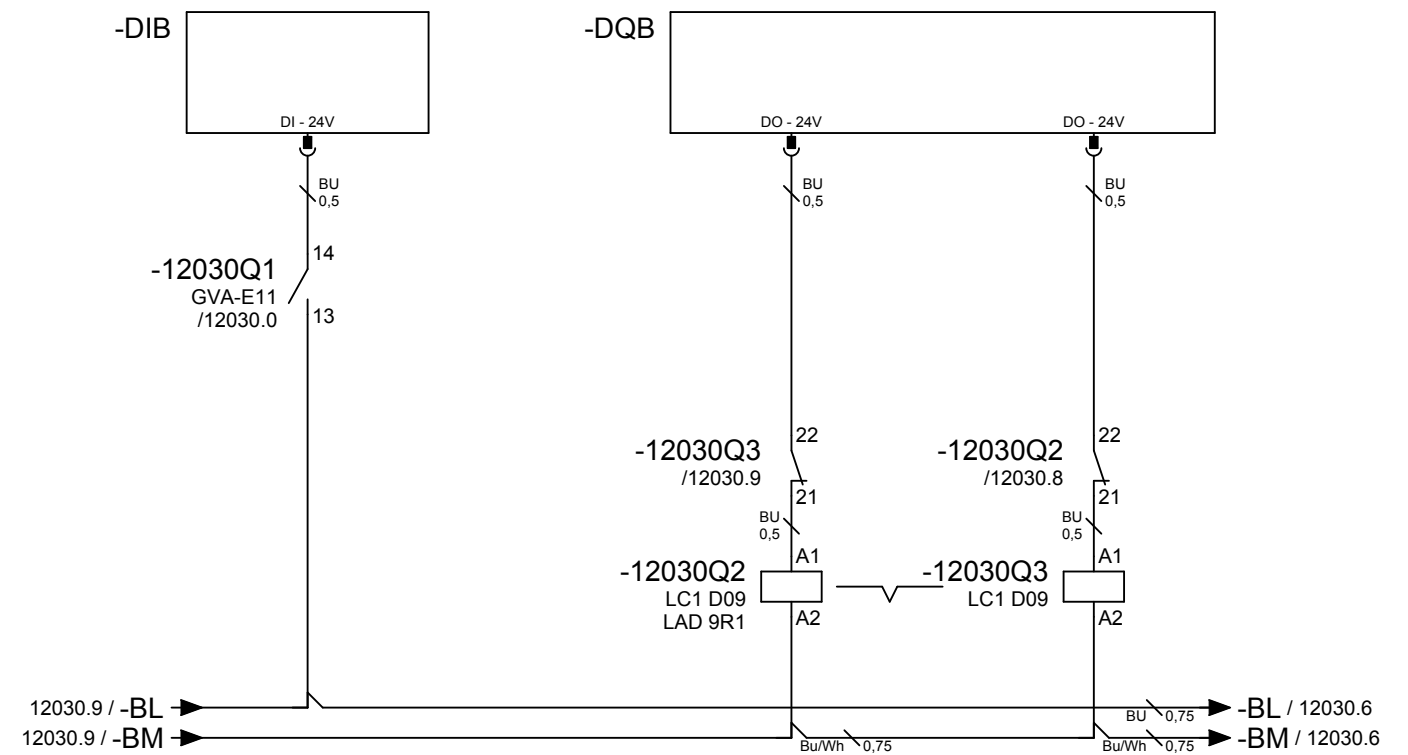 -DIB
-DQB
DI - 24V
DO - 24V
DO - 24V
BU
0,5
BU
0,5
BU
0,5
14
-12030Q1
GVA-E11
/12030.0
13
22
-12030Q3
/12030.9
21
22
-12030Q2
/12030.8
21
BU
0,5
BU
0,5
A1
-12030Q2
LC1 D09
LAD 9R1
A2
A1
-12030Q3
LC1 D09
A2
12030.9 / -BL
BU 0,75
-BL / 12030.6
12030.9 / -BM
Bu/Wh 0,75
Bu/Wh 0,75
-BM / 12030.6